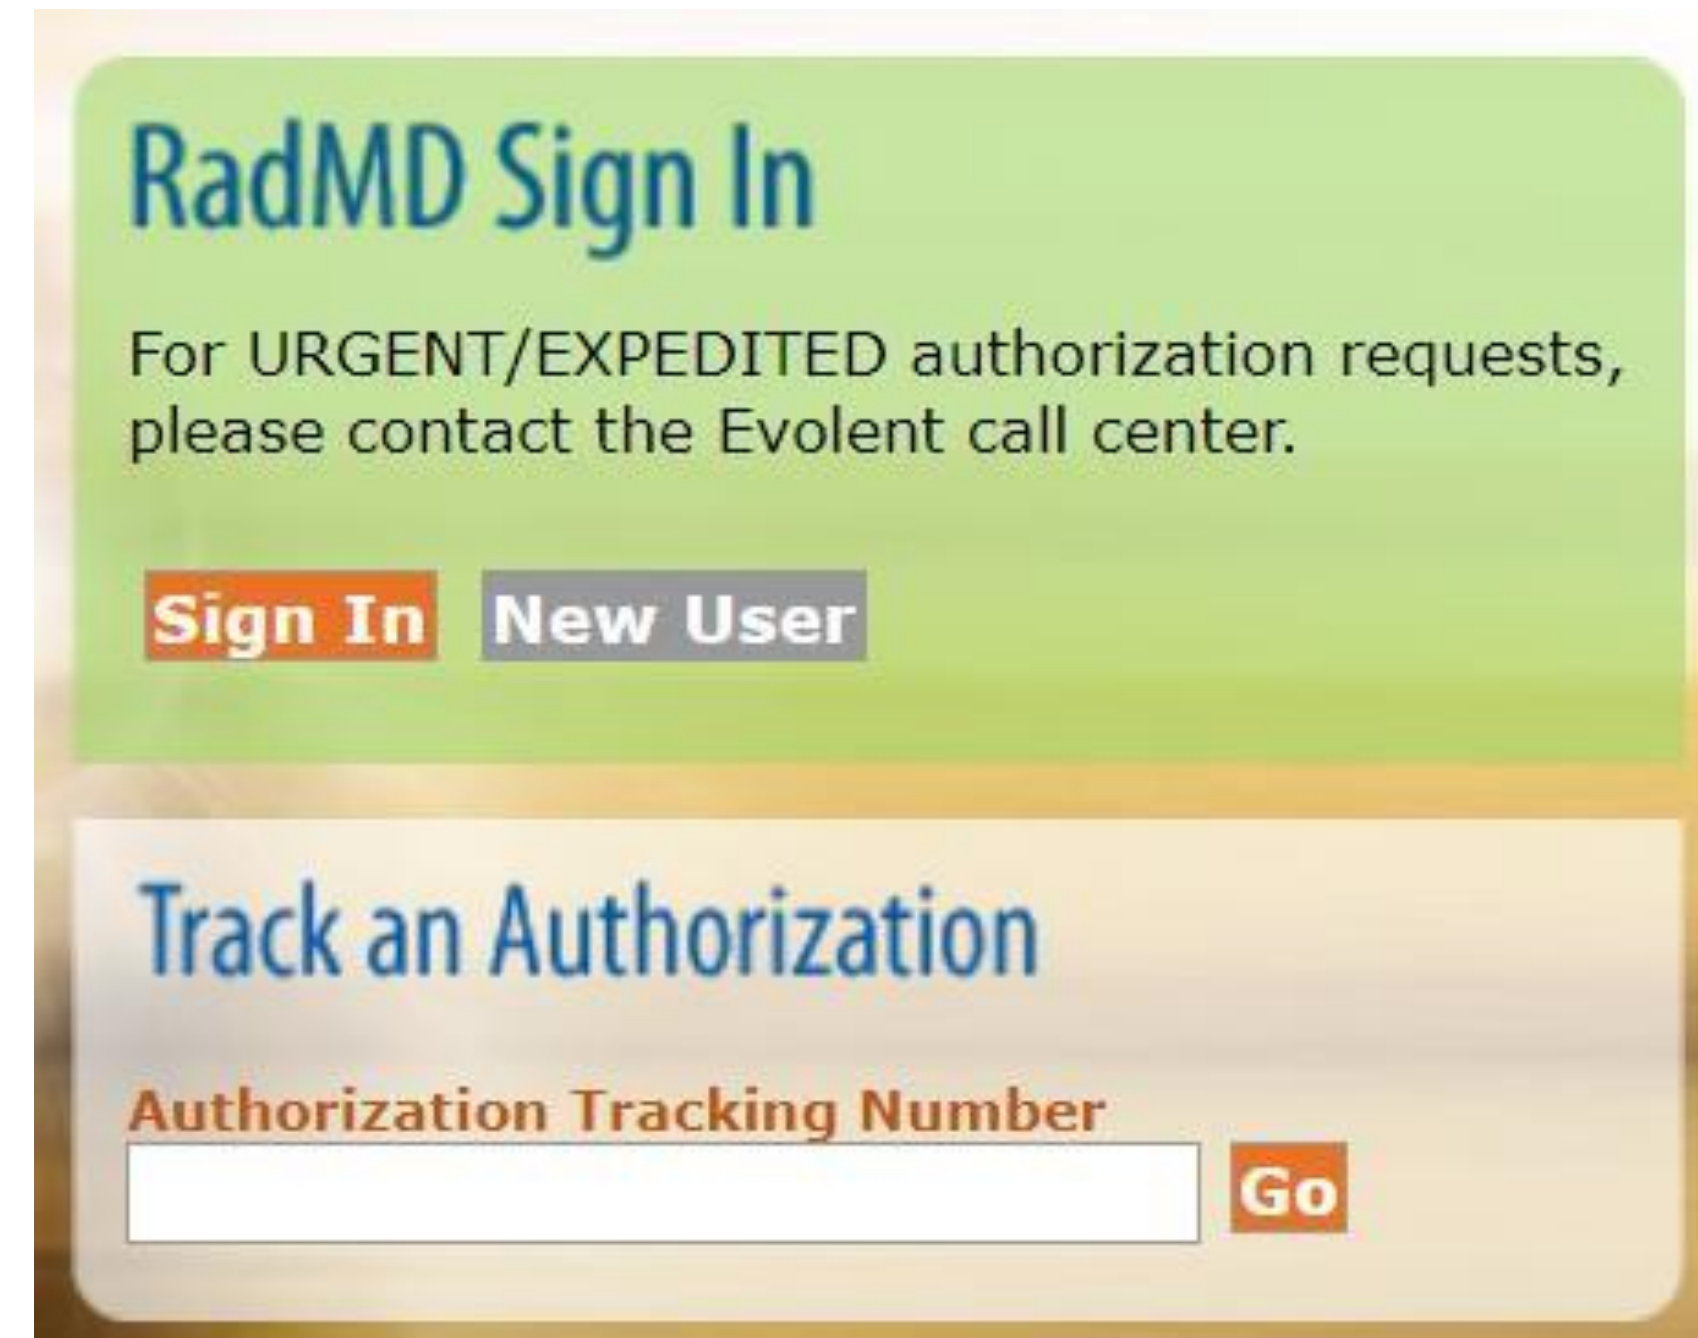 RadMD Sign In
For URGENT/EXPEDITED authorization requests,
please contact the Evolent call center.
Sign In New User
Track an Authorization
Authorization Tracking Number
Go